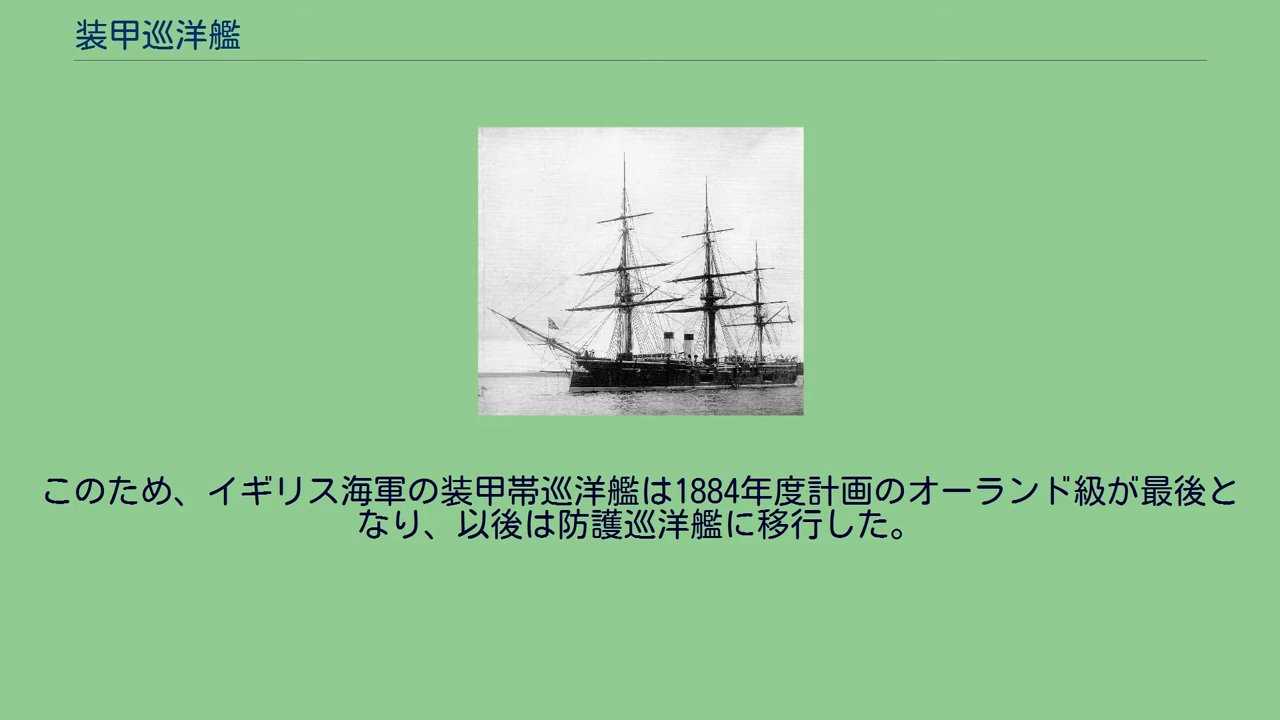 装甲巡洋艦
このため、イギリス海軍の装甲帯巡洋艦は1884年度計画のオーランド級が最後と
なり、以後は防護巡洋艦に移行した。